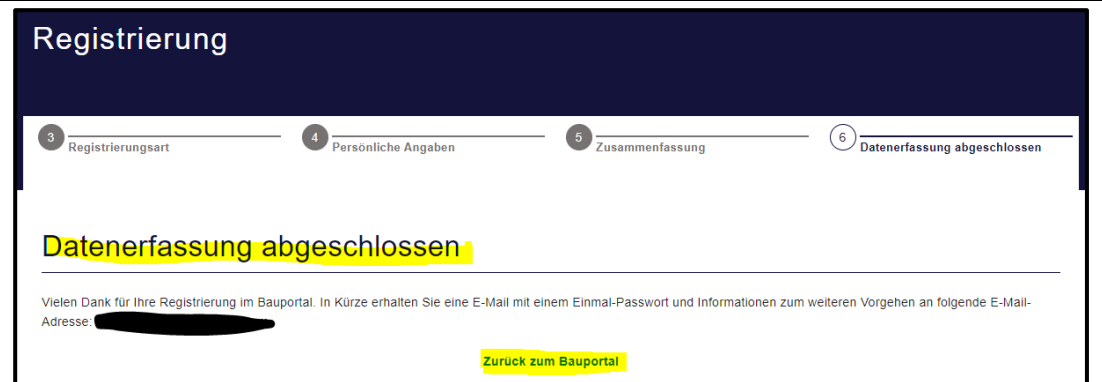 Registrierung
3 Registrierungsart 4 Persönliche Angaben 5 Zusammenfassung 6 Datenerfassung abgeschlossen
Datenerfassung abgeschlossen
Vielen Dank für Ihre Registrierung im Bauportal. In Kürze erhalten Sie eine E-Mail mit einem Einmal-Passwort und Informationen zum weiteren Vorgehen an folgende E-Mail-
Adresse:
Zurück zum Bauportal